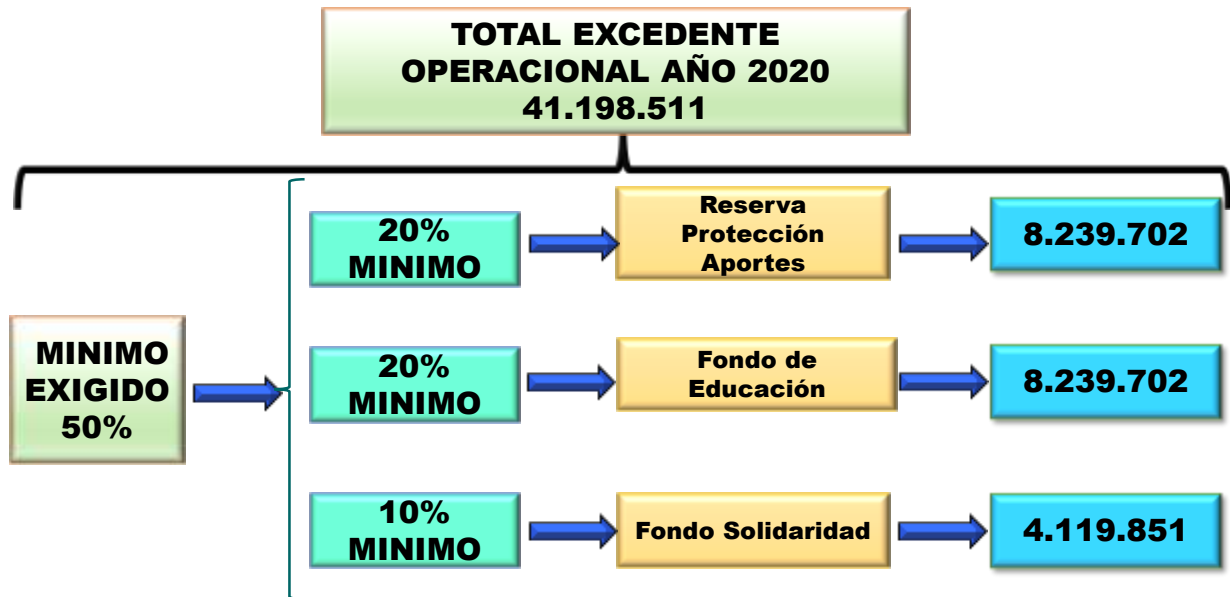 TOTAL EXCEDENTE
OPERACIONAL AÑO 2020
41.198.511
MINIMO
EXIGIDO
50%
20%
MINIMO
Reserva
Protección
Aportes
8.239.702
20%
MINIMO
Fondo de
Educación
8.239.702
10%
MINIMO
Fondo Solidaridad
4.119.851